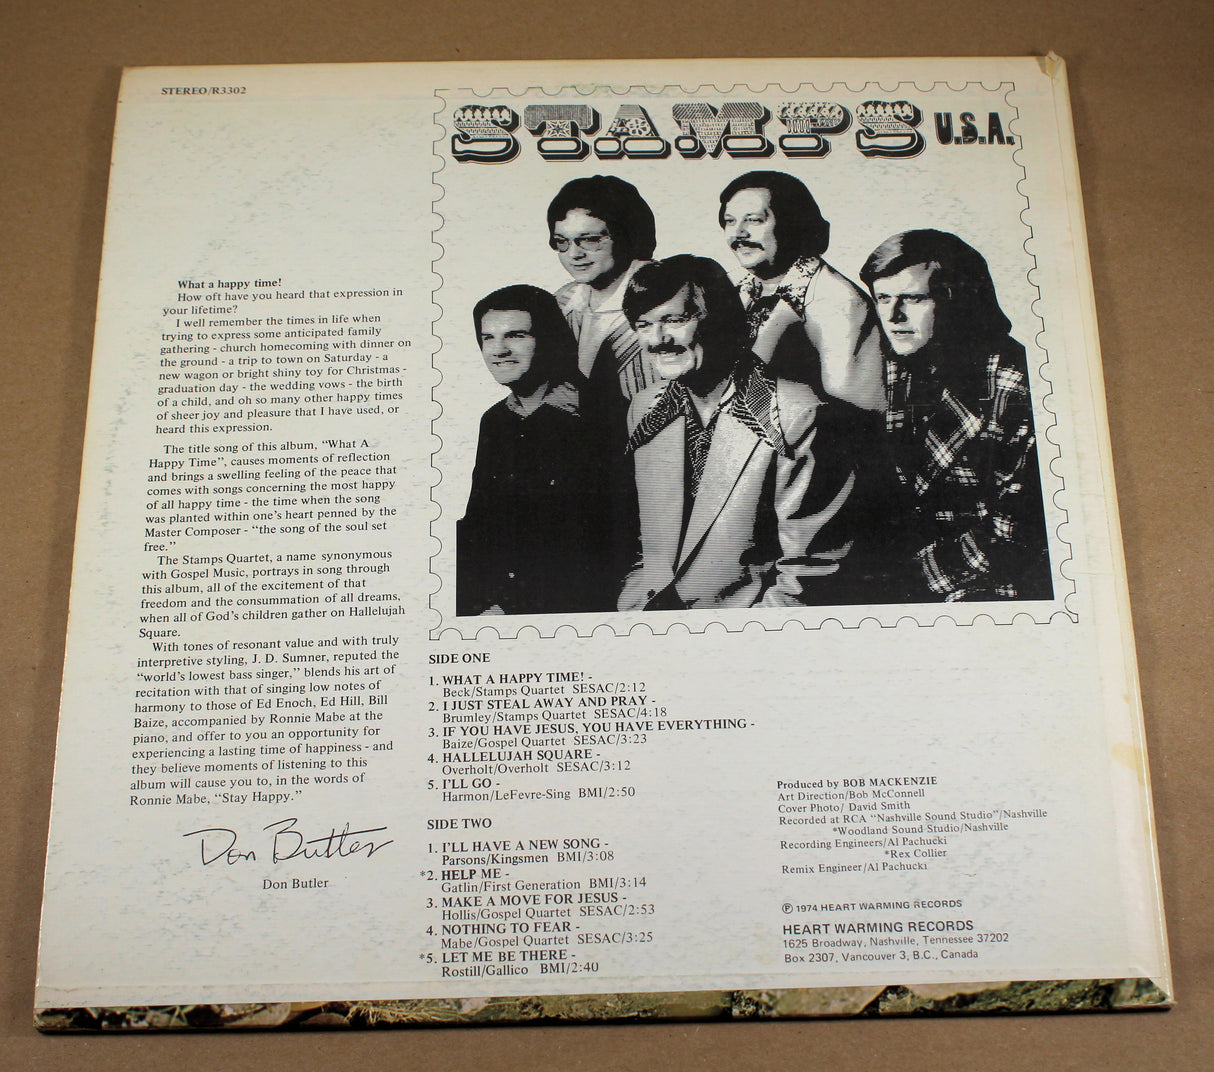 STEREO/R3302
STAMPS U.S.A.
What a happy time!
How oft have you heard that expression in
your lifetime?
I well remember the times in life when
trying to express some anticipated family
gathering - church homecoming with dinner on
the ground - a trip to town on Saturday - a
new wagon or bright shiny toy for Christmas -
graduation day - the wedding vows - the birth
of a child, and oh so many other happy times
of sheer joy and pleasure that I have used, or
heard this expression.
The title song of this album, "What A
Happy Time", causes moments of reflection
and brings a swelling feeling of the peace that
comes with songs concerning the most happy
of all happy time - the time when the song
was planted within one's heart penned by the
Master Composer - "the song of the soul set
free."
The Stamps Quartet, a name synonymous
with Gospel Music, portrays in song through
this album, all of the excitement of that
freedom and the consummation of all dreams,
when all of God's children gather on Hallelujah
Square.
With tones of resonant value and with truly
interpretive styling, J. D. Sumner, reputed the
"world's lowest bass singer," blends his art of
recitation with that of singing low notes of
harmony to those of Ed Enoch, Ed Hill, Bill
Baize, accompanied by Ronnie Mabe at the
piano, and offer to you an opportunity for
experiencing a lasting time of happiness - and
they believe moments of listening to this
album will cause you to, in the words of
Ronnie Mabe, "Stay Happy."
Don Butler
Don Butler
SIDE ONE
1. WHAT A HAPPY TIME! -
Beck/Stamps Quartet SESAC/2:12
2. I JUST STEAL AWAY AND PRAY -
Brumley/Stamps Quartet SESAC/4:18
3. IF YOU HAVE JESUS, YOU HAVE EVERYTHING -
Baize/Gospel Quartet SESAC/3:23
4. HALLELUJAH SQUARE -
Overholt/Overholt SESAC/3:12
5. I'LL GO -
Harmon/LeFevre-Sing BMI/2:50
SIDE TWO
1. I'LL HAVE A NEW SONG -
Parsons/Kingsmen BMI/3:08
*2. HELP ME -
Gatlin/First Generation BMI/3:14
3. MAKE A MOVE FOR JESUS -
Hollis/Gospel Quartet SESAC/2:53
4. NOTHING TO FEAR -
Mabe/Gospel Quartet SESAC/3:25
*5. LET ME BE THERE -
Rostill/Gallico BMI/2:40
Produced by BOB MACKENZIE
Art Direction/Bob McConnell
Cover Photo/ David Smith
Recorded at RCA "Nashville Sound Studio"/Nashville
*Woodland Sound Studio/Nashville
Recording Engineers/Al Pachucki
*Rex Collier
Remix Engineer/Al Pachucki
℗ 1974 HEART WARMING RECORDS
HEART WARMING RECORDS
1625 Broadway, Nashville, Tennessee 37202
Box 2307, Vancouver 3, B.C., Canada